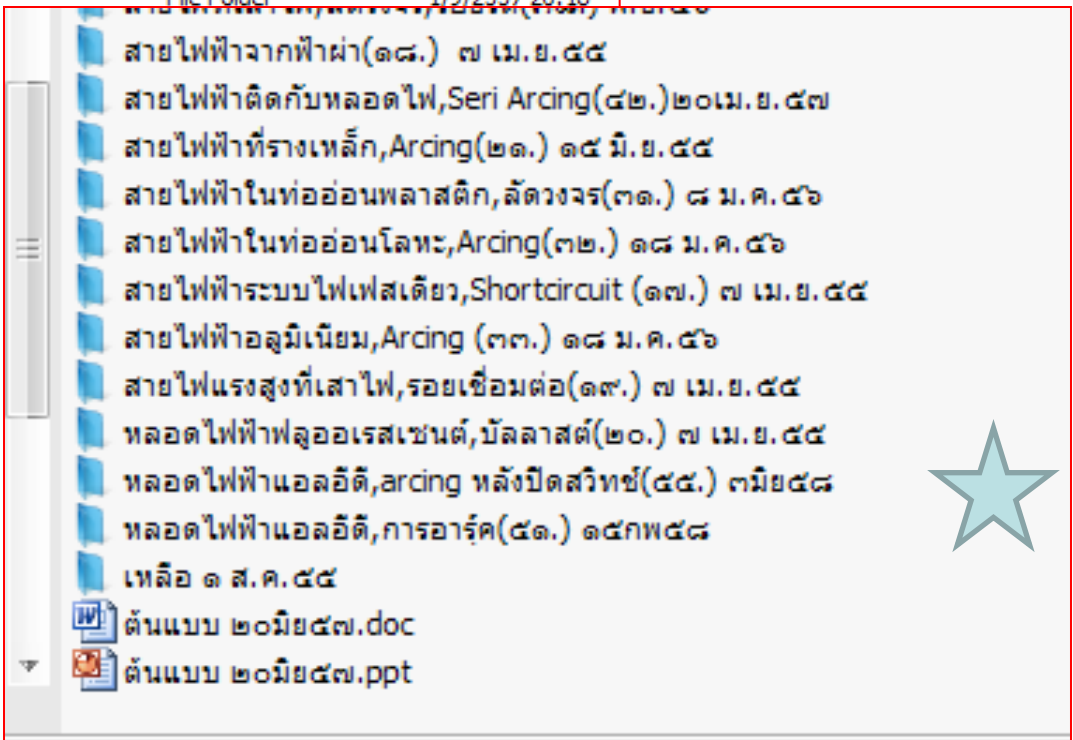 File Folder 1/9/2557 20:16
สายไฟฟ้าจากฟ้าผ่า(๑๘.) ๗ เม.ย.๕๕
สายไฟฟ้าติดกับหลอดไฟ,Seri Arcing(๔๒.)๒๐เม.ย.๕๗
สายไฟฟ้าที่รางเหล็ก,Arcing(๒๑.) ๑๕ มิ.ย.๕๕
สายไฟฟ้าในท่ออ่อนพลาสติก,ลัดวงจร(๓๑.) ๘ ม.ค.๕๖
สายไฟฟ้าในท่ออ่อนโลหะ,Arcing(๓๒.) ๑๘ ม.ค.๕๖
สายไฟฟ้าระบบไฟเฟสเดียว,Shortcircuit (๑๗.) ๗ เม.ย.๕๕
สายไฟฟ้าอลูมิเนียม,Arcing (๓๓.) ๑๘ ม.ค.๕๖
สายไฟแรงสูงที่เสาไฟ,รอยเชื่อมต่อ(๑๙.) ๗ เม.ย.๕๕
หลอดไฟฟ้าฟลูออเรสเซนต์,บัลลาสต์(๒๐.) ๗ เม.ย.๕๕
หลอดไฟฟ้าแอลอีดี,arcing หลังปิดสวิทช์(๕๕.) ๓มิย๕๘
หลอดไฟฟ้าแอลอีดี,การอาร์ค(๕๑.) ๑๕กพ๕๘
เหลือ ๑ ส.ค.๕๕
ต้นแบบ ๒๐มิย๕๗.doc
ต้นแบบ ๒๐มิย๕๗.ppt